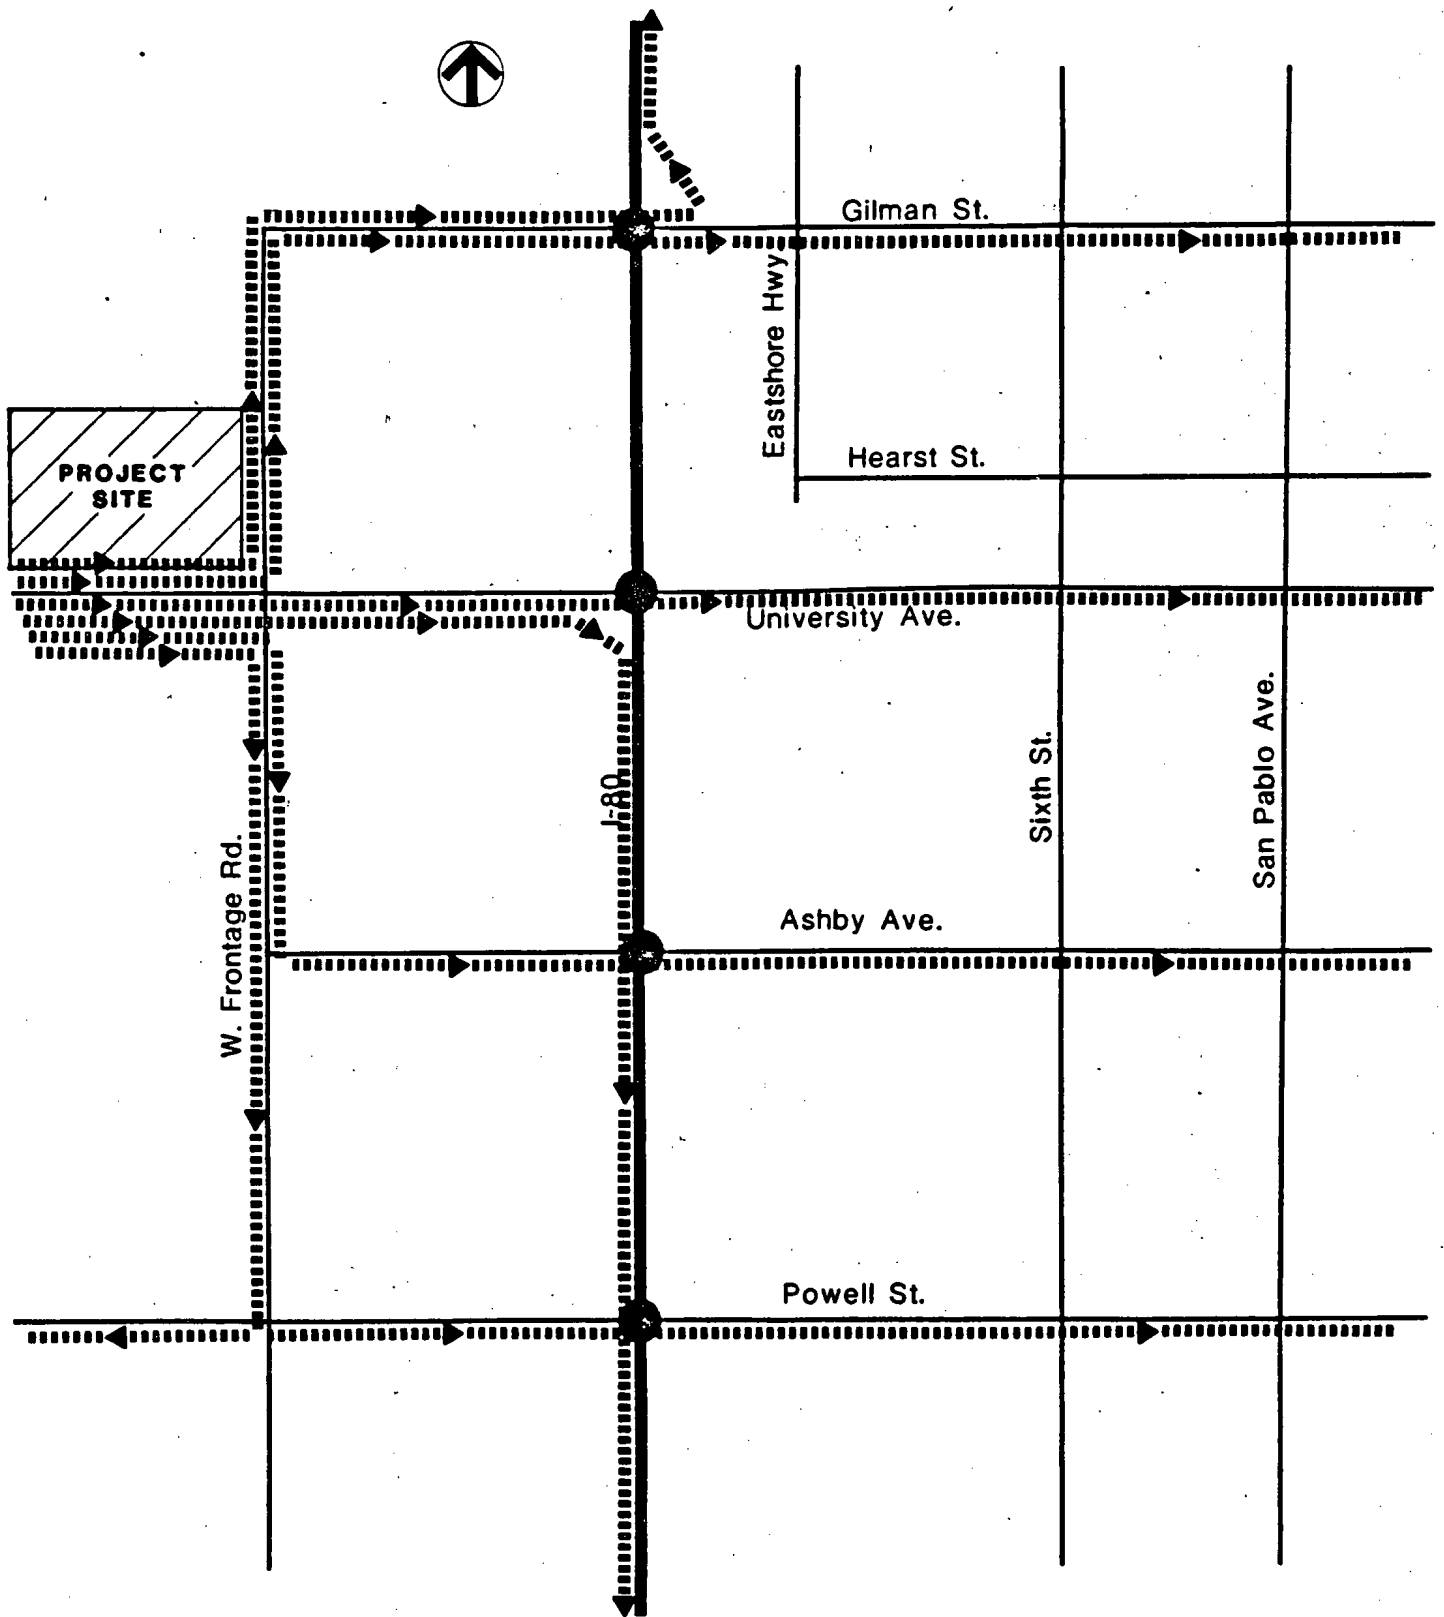 Gilman St.
Eastshore Hwy.
Hearst St.
PROJECT
SITE
University Ave.
I-80
Sixth St.
San Pablo Ave.
W. Frontage Rd.
Ashby Ave.
Powell St.